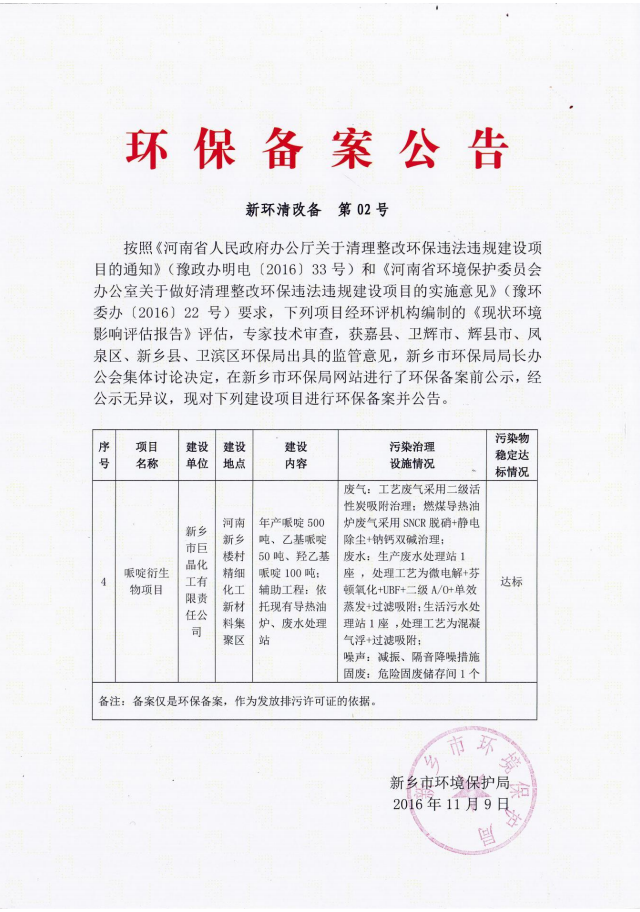 环保备案公告
新环清改备 第 02 号
按照《河南省人民政府办公厅关于清理整改环保违法违规建设项
目的通知》（豫政办明电〔2016〕33 号）和《河南省环境保护委员会
办公室关于做好清理整改环保违法违规建设项目的实施意见》（豫环
委办〔2016〕22 号）要求，下列项目经环评机构编制的《现状环境
影响评估报告》评估，专家技术审查，获嘉县、卫辉市、辉县市、凤
泉区、新乡县、卫滨区环保局出具的监管意见，新乡市环保局局长办
公会集体讨论决定，在新乡市环保局网站进行了环保备案前公示，经
公示无异议，现对下列建设项目进行环保备案并公告。
序
号
项目
名称
建设
单位
建设
地点
建设
内容
污染治理
设施情况
污染物
稳定达
标情况
4
哌啶衍生
物项目
新乡
市巨
晶化
工有
限责
任公
司
河南
新乡
楼村
精细
化工
新材
料集
聚区
年产哌啶 500
吨、乙基哌啶
50 吨、羟乙基
哌啶 100 吨；
辅助工程：依
托现有导热油
炉、废水处理
站
废气：工艺废气采用二级活
性炭吸附治理；燃煤导热油
炉废气采用 SNCR 脱硝+静电
除尘+钠钙双碱治理；
废水：生产废水处理站 1
座 ，处理工艺为微电解+芬
顿氧化+UBF+二级 A/O+单效
蒸发+过滤吸附；生活污水处
理站 1 座 ，处理工艺为混凝
气浮+过滤吸附；
噪声：减振、隔音降噪措施
固废：危险固废储存间 1 个
达标
备注：备案仅是环保备案，作为发放排污许可证的依据。
新乡市环境保护局
2016 年 11 月 9 日
新乡市环境保护局